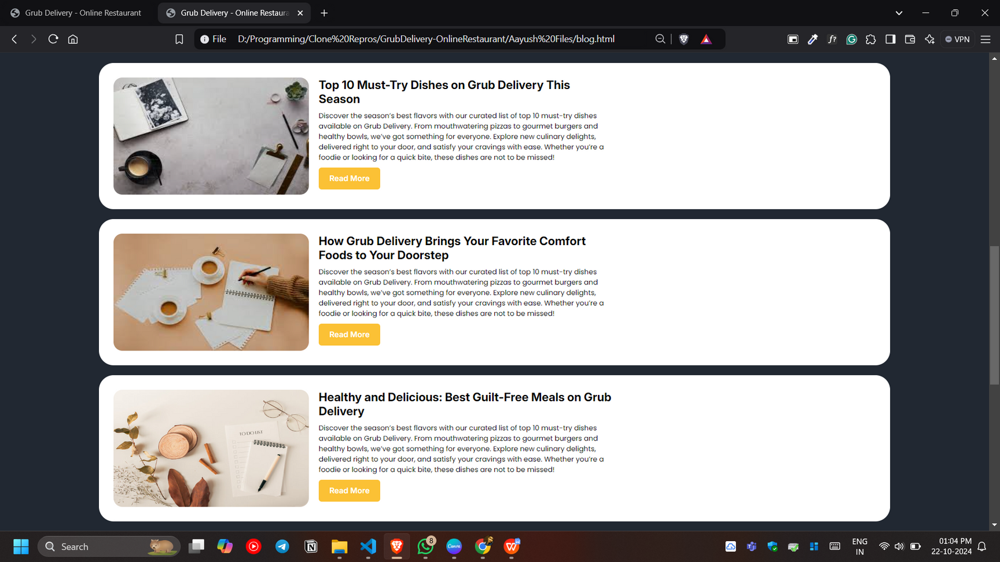 Grub Delivery - Online Restaurant
Grub Delivery - Online Restaura
File D:/Programming/Clone%20Repros/GrubDelivery-OnlineRestaurant/Aayush%20Files/blog.html
VPN
Top 10 Must-Try Dishes on Grub Delivery This
Season
Discover the season’s best flavors with our curated list of top 10 must-try dishes
available on Grub Delivery. From mouthwatering pizzas to gourmet burgers and
healthy bowls, we’ve got something for everyone. Explore new culinary delights,
delivered right to your door, and satisfy your cravings with ease. Whether you’re a
foodie or looking for a quick bite, these dishes are not to be missed!
Read More
How Grub Delivery Brings Your Favorite Comfort
Foods to Your Doorstep
Discover the season’s best flavors with our curated list of top 10 must-try dishes
available on Grub Delivery. From mouthwatering pizzas to gourmet burgers and
healthy bowls, we’ve got something for everyone. Explore new culinary delights,
delivered right to your door, and satisfy your cravings with ease. Whether you’re a
foodie or looking for a quick bite, these dishes are not to be missed!
Read More
TO DO LIST
Healthy and Delicious: Best Guilt-Free Meals on Grub
Delivery
Discover the season’s best flavors with our curated list of top 10 must-try dishes
available on Grub Delivery. From mouthwatering pizzas to gourmet burgers and
healthy bowls, we’ve got something for everyone. Explore new culinary delights,
delivered right to your door, and satisfy your cravings with ease. Whether you’re a
foodie or looking for a quick bite, these dishes are not to be missed!
Read More
Search
8
Canva
ENG
IN
01:04 PM
22-10-2024